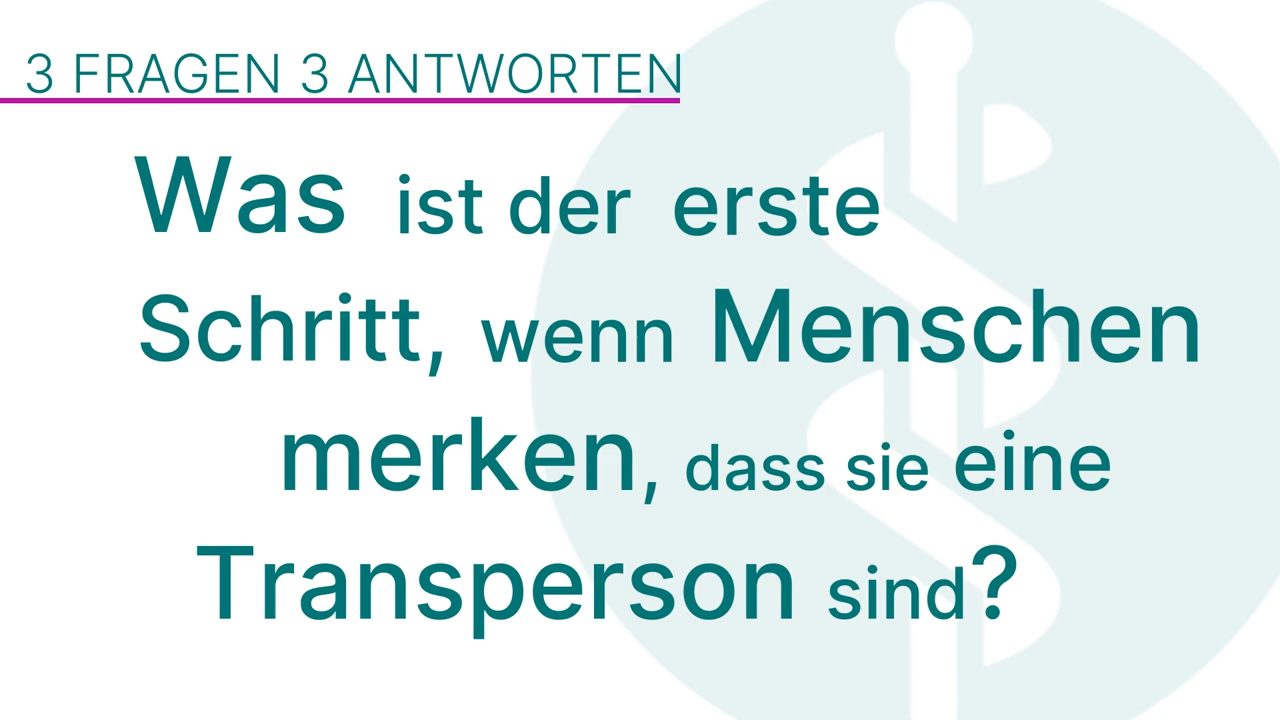 3 FRAGEN 3 ANTWORTEN
Was ist der erste
Schritt, wenn Menschen
merken, dass sie eine
Transperson sind?